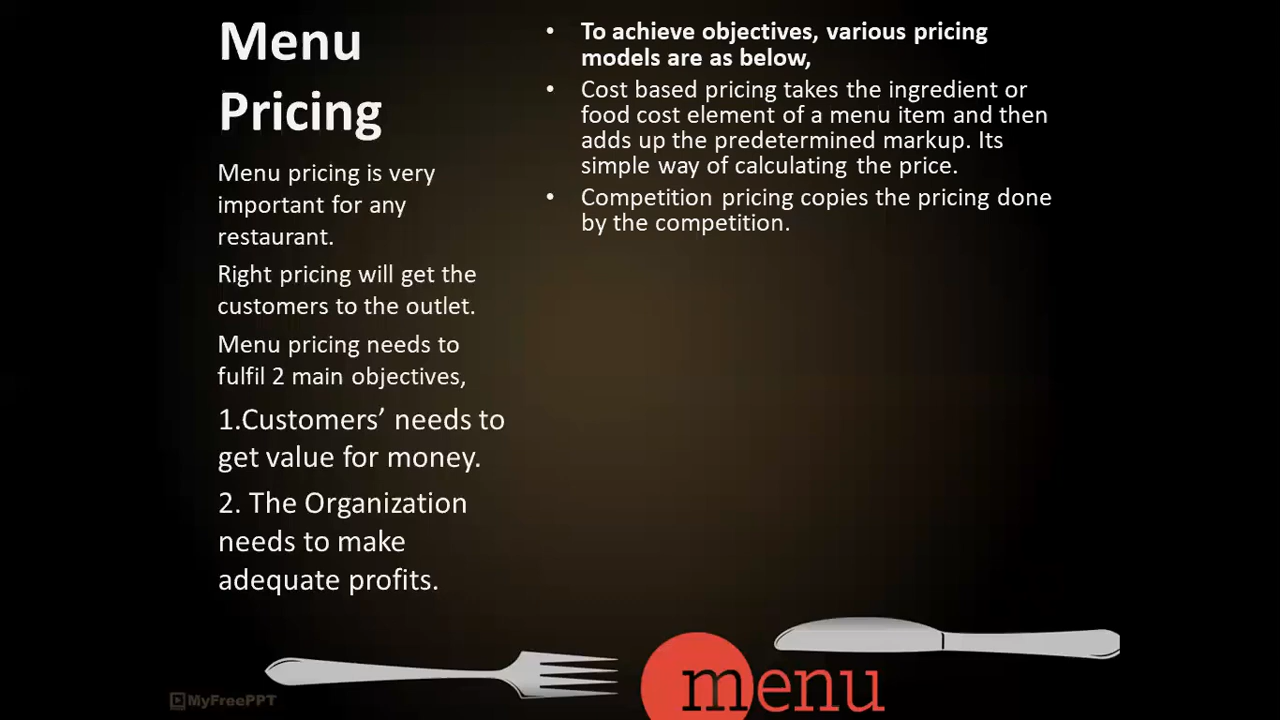 Menu
Pricing
Menu pricing is very
important for any
restaurant.
Right pricing will get the
customers to the outlet.
Menu pricing needs to
fulfil 2 main objectives,
1.Customers’ needs to
get value for money.
2. The Organization
needs to make
adequate profits.
• To achieve objectives, various pricing
models are as below,
• Cost based pricing takes the ingredient or
food cost element of a menu item and then
adds up the predetermined markup. Its
simple way of calculating the price.
• Competition pricing copies the pricing done
by the competition.
menu
MyFreePPT